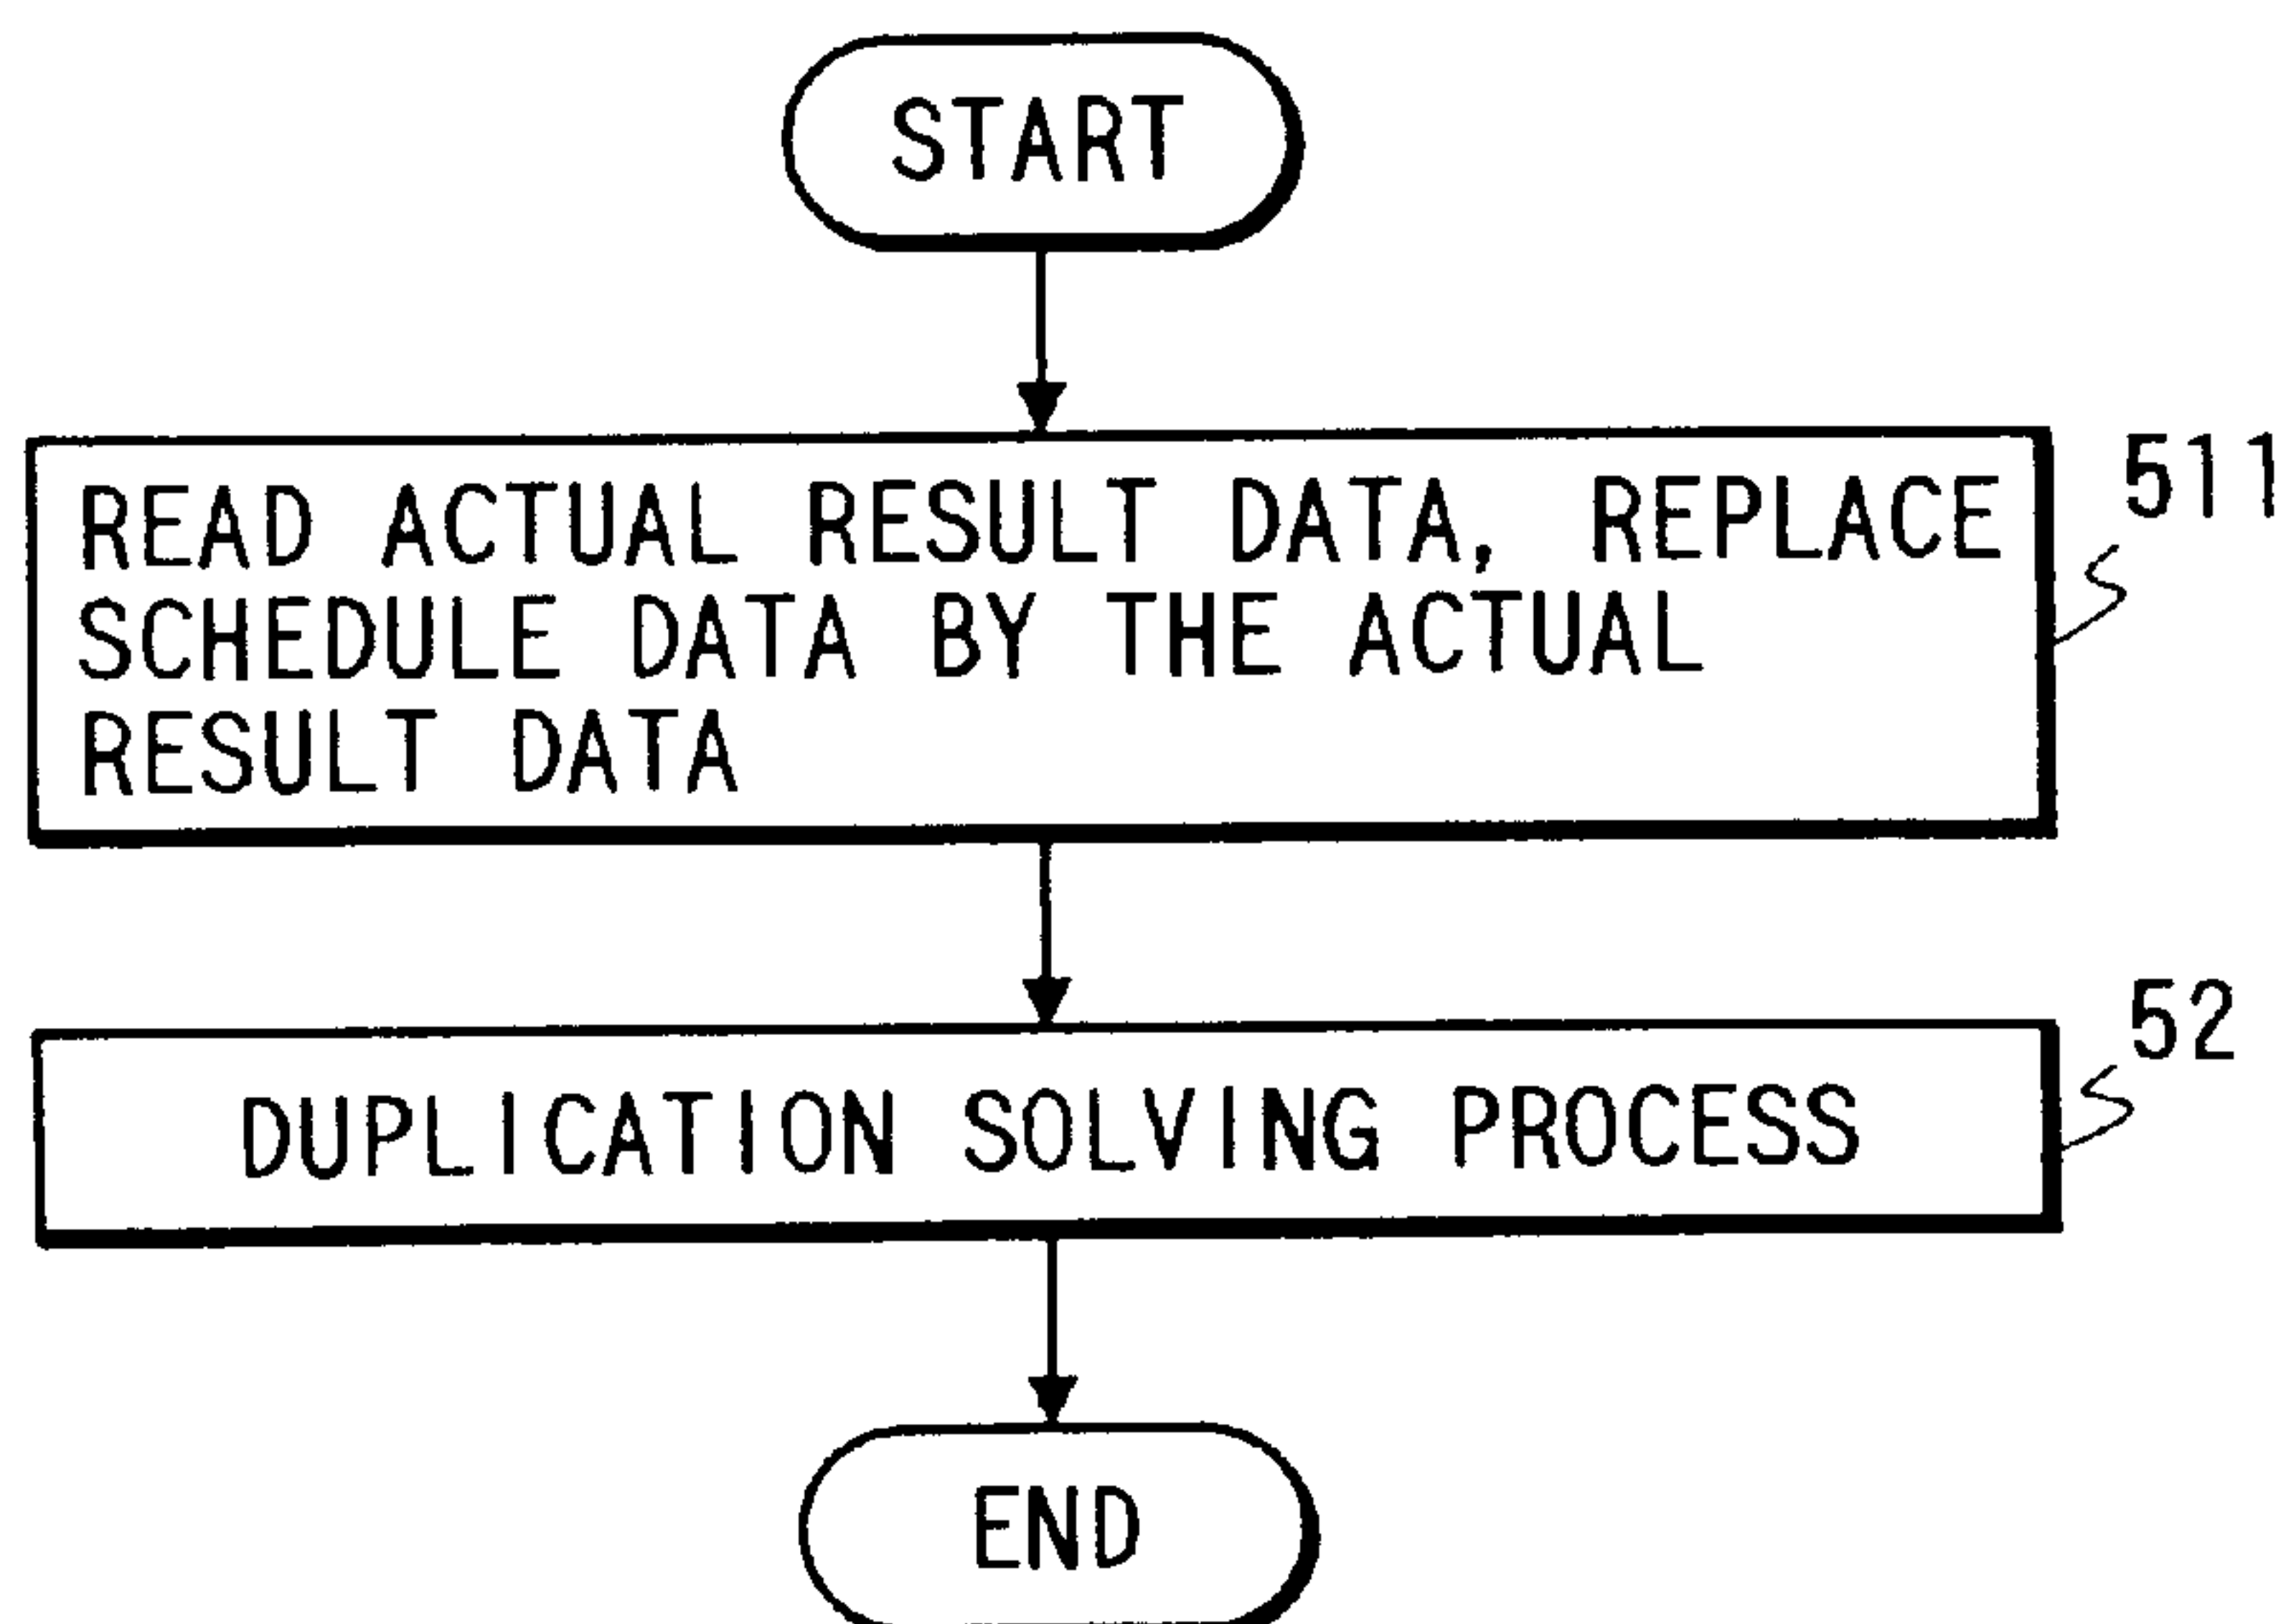 START
READ ACTUAL RESULT DATA, REPLACE
SCHEDULE DATA BY THE ACTUAL
RESULT DATA
511
DUPLICATION SOLVING PROCESS
52
END